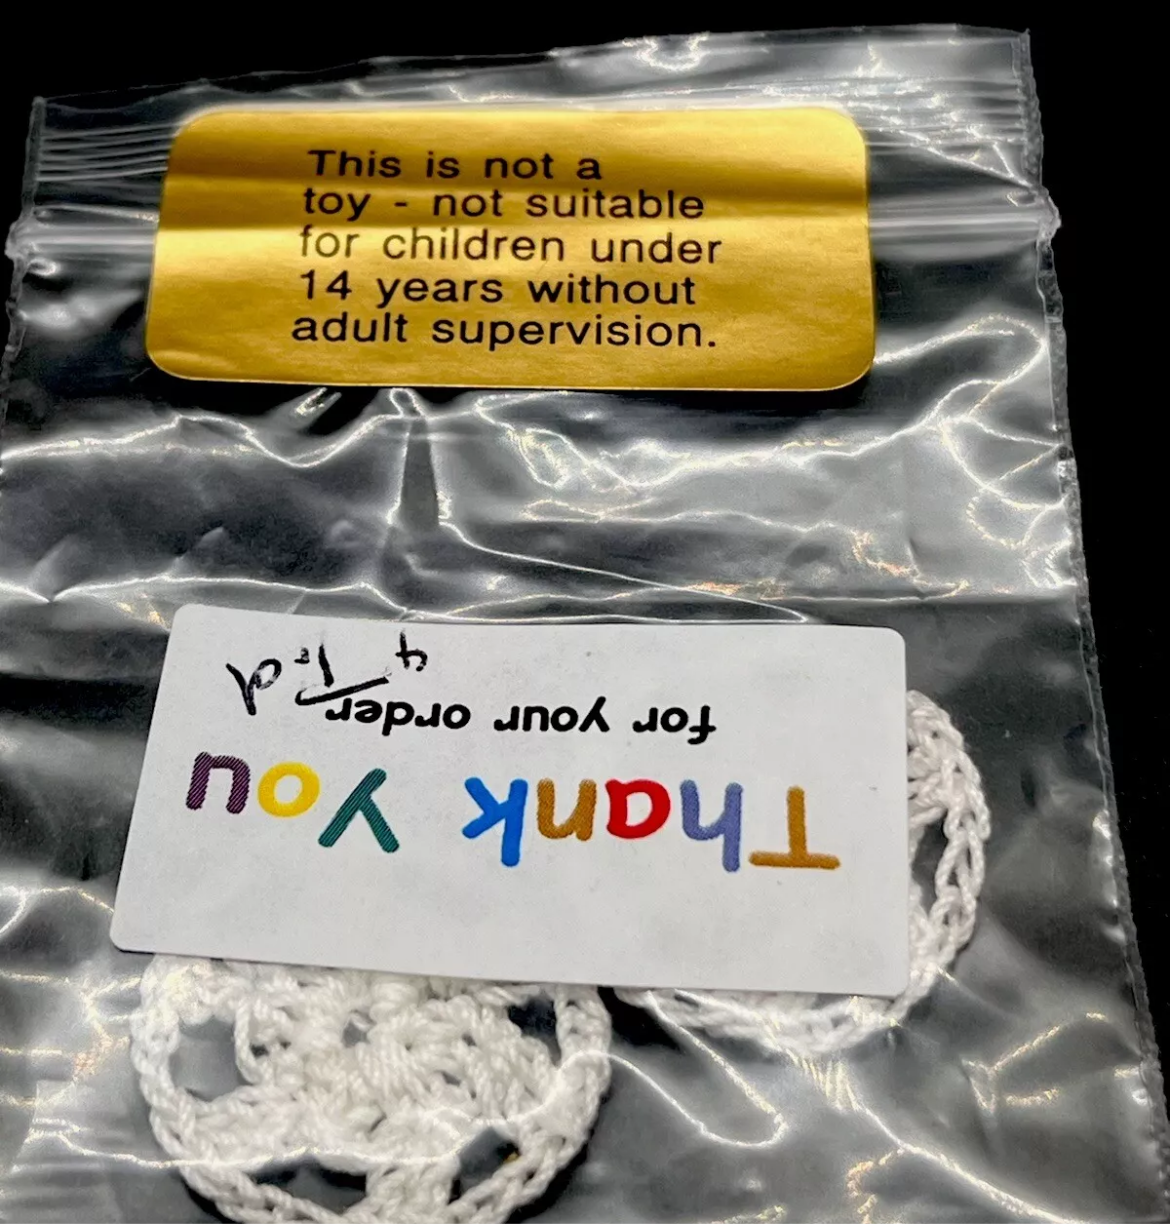 This is not a
toy - not suitable
for children under
14 years without
adult supervision.
Thank you
for your order